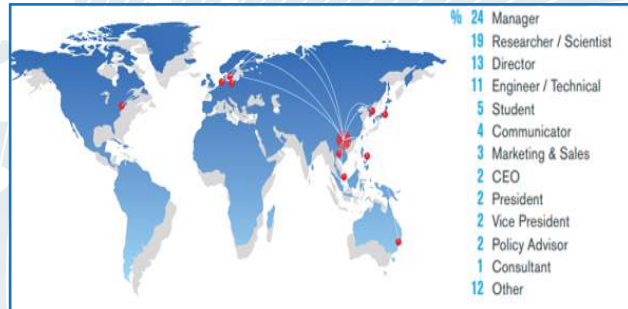 % 24 Manager
19 Researcher / Scientist
13 Director
11 Engineer / Technical
5 Student
4 Communicator
3 Marketing & Sales
2 CEO
2 President
2 Vice President
2 Policy Advisor
1 Consultant
12 Other